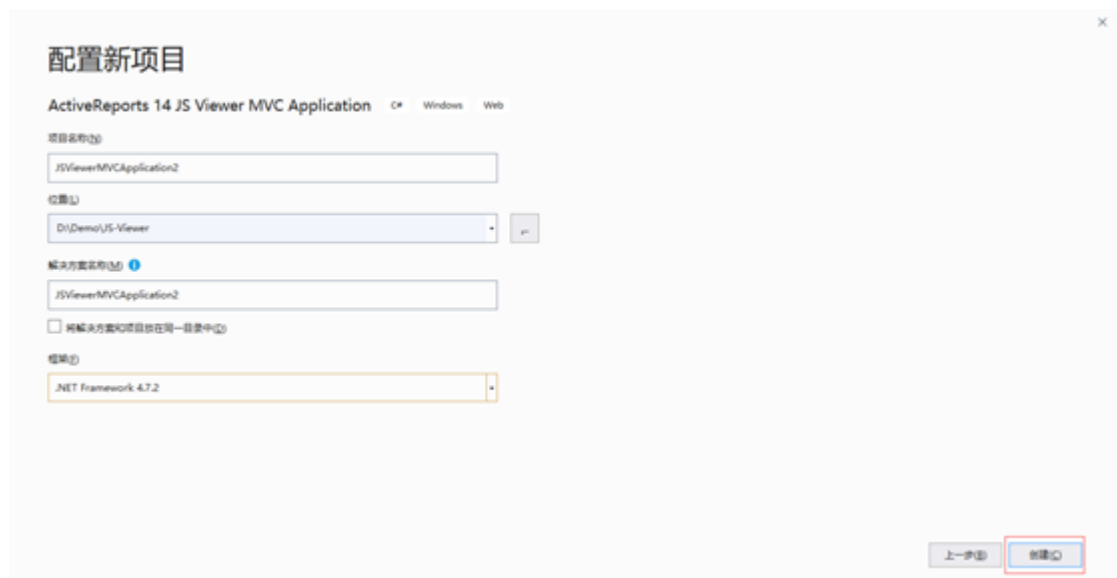 配置新项目
ActiveReports 14 JS Viewer MVC Application C# Windows Web
项目名称(N)
JSViewerMVCApplication2
位置(L)
D:\Demo\JS-Viewer
解决方案名称(M)
JSViewerMVCApplication2
将解决方案和项目放在同一目录中(D)
框架(F)
.NET Framework 4.7.2
上一步(B) 创建(C)